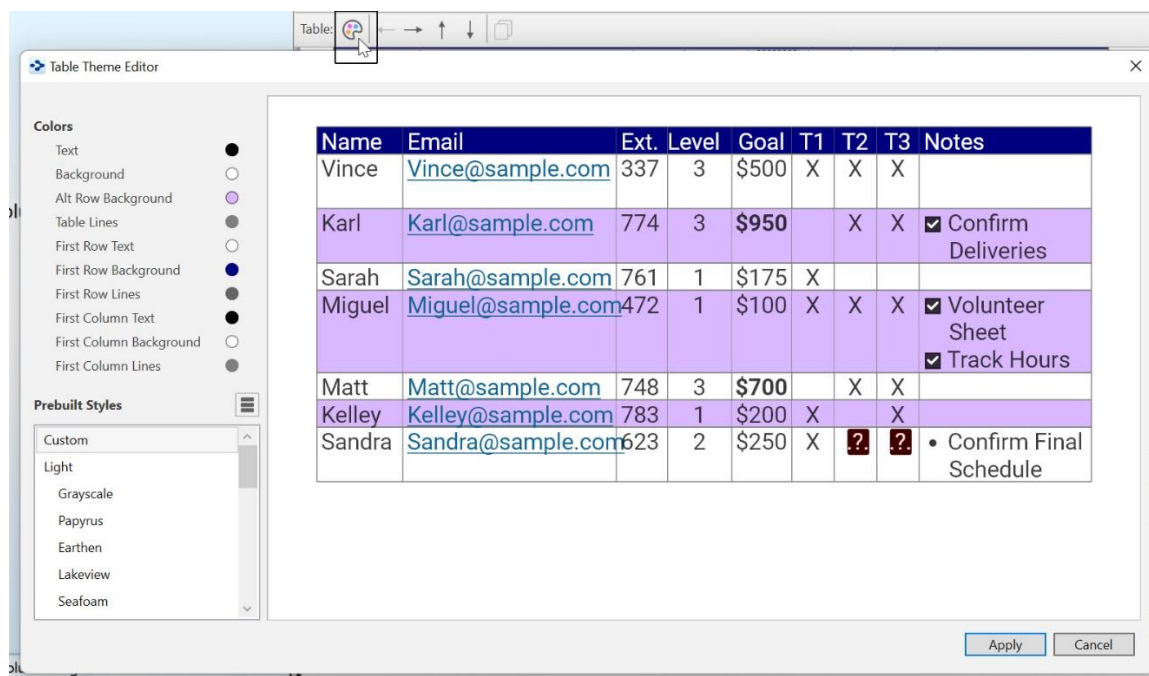 Table:
Table Theme Editor
Colors
Text
Background
Alt Row Background
Table Lines
First Row Text
First Row Background
First Row Lines
First Column Text
First Column Background
First Column Lines
Prebuilt Styles
Custom
Light
Grayscale
Papyrus
Earthen
Lakeview
Seafoam
Name Email Ext. Level Goal T1 T2 T3 Notes
Vince Vince@sample.com 337 3 $500 X X X
Karl Karl@sample.com 774 3 $950 X X Confirm
Deliveries
Sarah Sarah@sample.com 761 1 $175 X
Miguel Miguel@sample.com 472 1 $100 X X X Volunteer
Sheet
Track Hours
Matt Matt@sample.com 748 3 $700 X X
Kelley Kelley@sample.com 783 1 $200 X X
Sandra Sandra@sample.com 623 2 $250 X .?. .?. • Confirm Final
Schedule
Apply Cancel